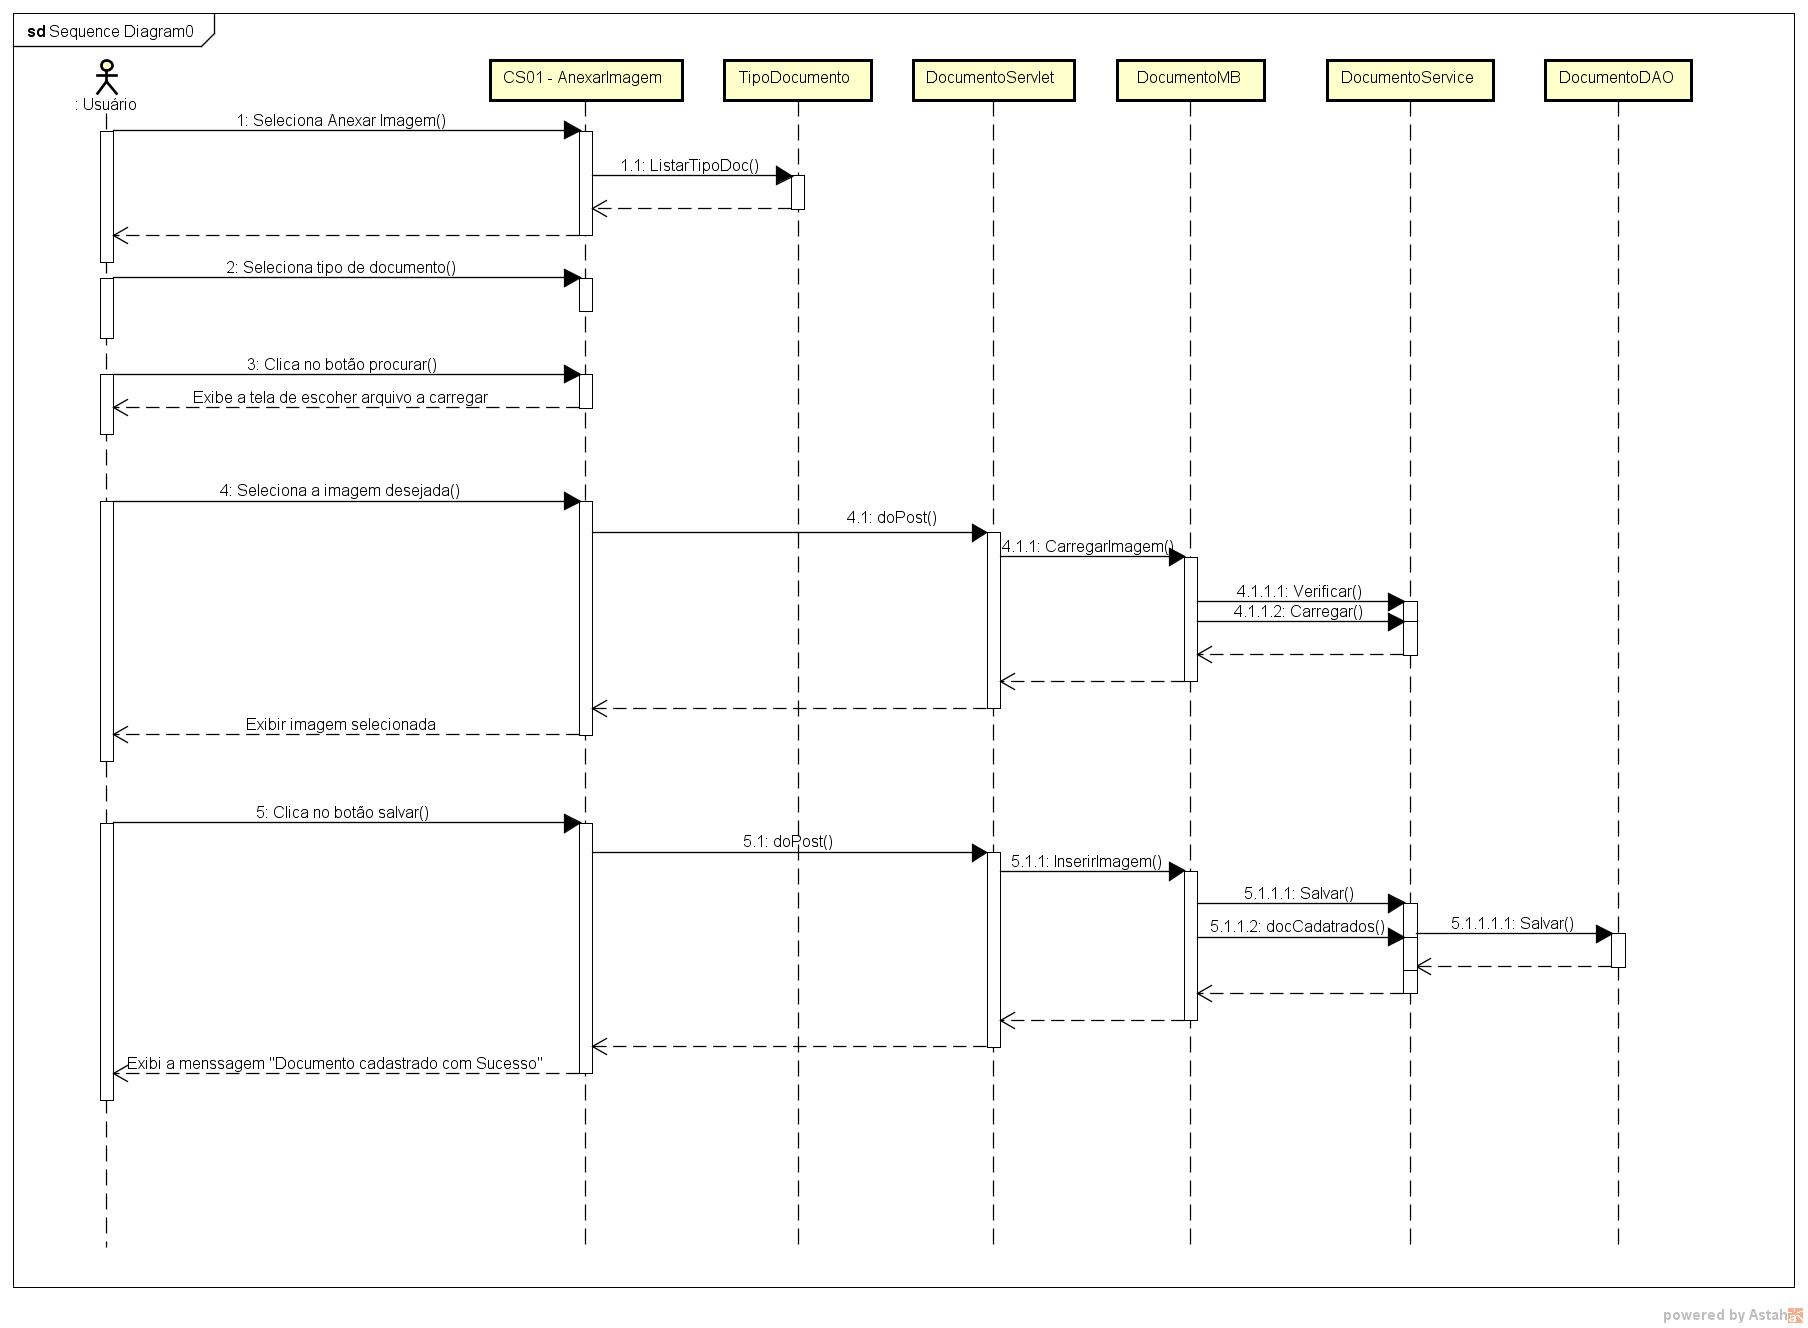 sd Sequence Diagram0
: Usuário
CS01 - AnexarImagem
TipoDocumento
DocumentoServlet
DocumentoMB
DocumentoService
DocumentoDAO
1: Seleciona Anexar Imagem()
1.1: ListarTipoDoc()
2: Seleciona tipo de documento()
3: Clica no botão procurar()
Exibe a tela de escoher arquivo a carregar
4: Seleciona a imagem desejada()
4.1: doPost()
4.1.1: CarregarImagem()
4.1.1.1: Verificar()
4.1.1.2: Carregar()
Exibir imagem selecionada
5: Clica no botão salvar()
5.1: doPost()
5.1.1: InserirImagem()
5.1.1.1: Salvar()
5.1.1.2: docCadatrados()
5.1.1.1.1: Salvar()
Exibi a menssagem "Documento cadastrado com Sucesso"
powered by Astah